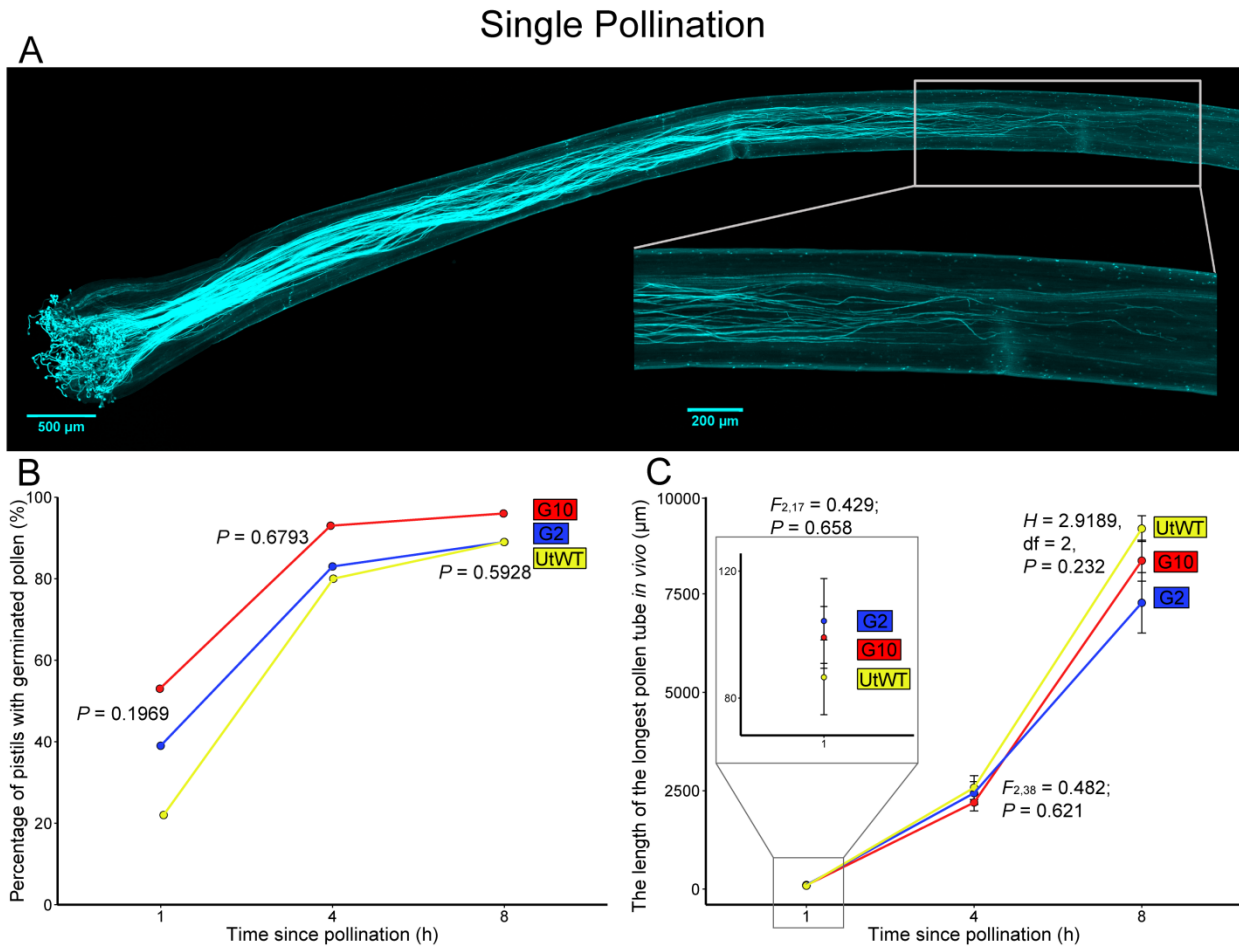 Single Pollination
A
500 µm
200 µm
B
Percentage of pistils with germinated pollen (%)
100
80
60
40
20
0
P = 0.6793
P = 0.1969
P = 0.5928
G10
G2
UtWT
1
4
8
Time since pollination (h)
C
The length of the longest pollen tube in vivo (µm)
10000
7500
5000
2500
0
F2,17 = 0.429;
P = 0.658
120
80
G2
G10
UtWT
1
H = 2.9189,
df = 2,
P = 0.232
UtWT
G10
G2
F2,38 = 0.482;
P = 0.621
1
4
8
Time since pollination (h)